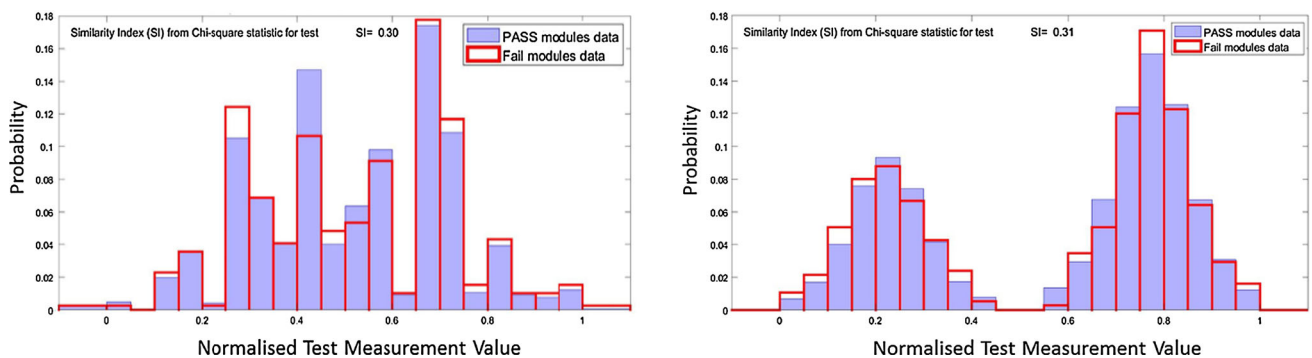 Similarity Index (SI) from Chi-square statistic for test SI= 0.30
PASS modules data
Fail modules data
0.18
0.16
0.14
0.12
0.1
0.08
0.06
0.04
0.02
0
Probability
0 0.2 0.4 0.6 0.8 1
Normalised Test Measurement Value
Similarity Index (SI) from Chi-square statistic for test SI= 0.31
PASS modules data
Fail modules data
0.18
0.16
0.14
0.12
0.1
0.08
0.06
0.04
0.02
0
Probability
0 0.2 0.4 0.6 0.8 1
Normalised Test Measurement Value